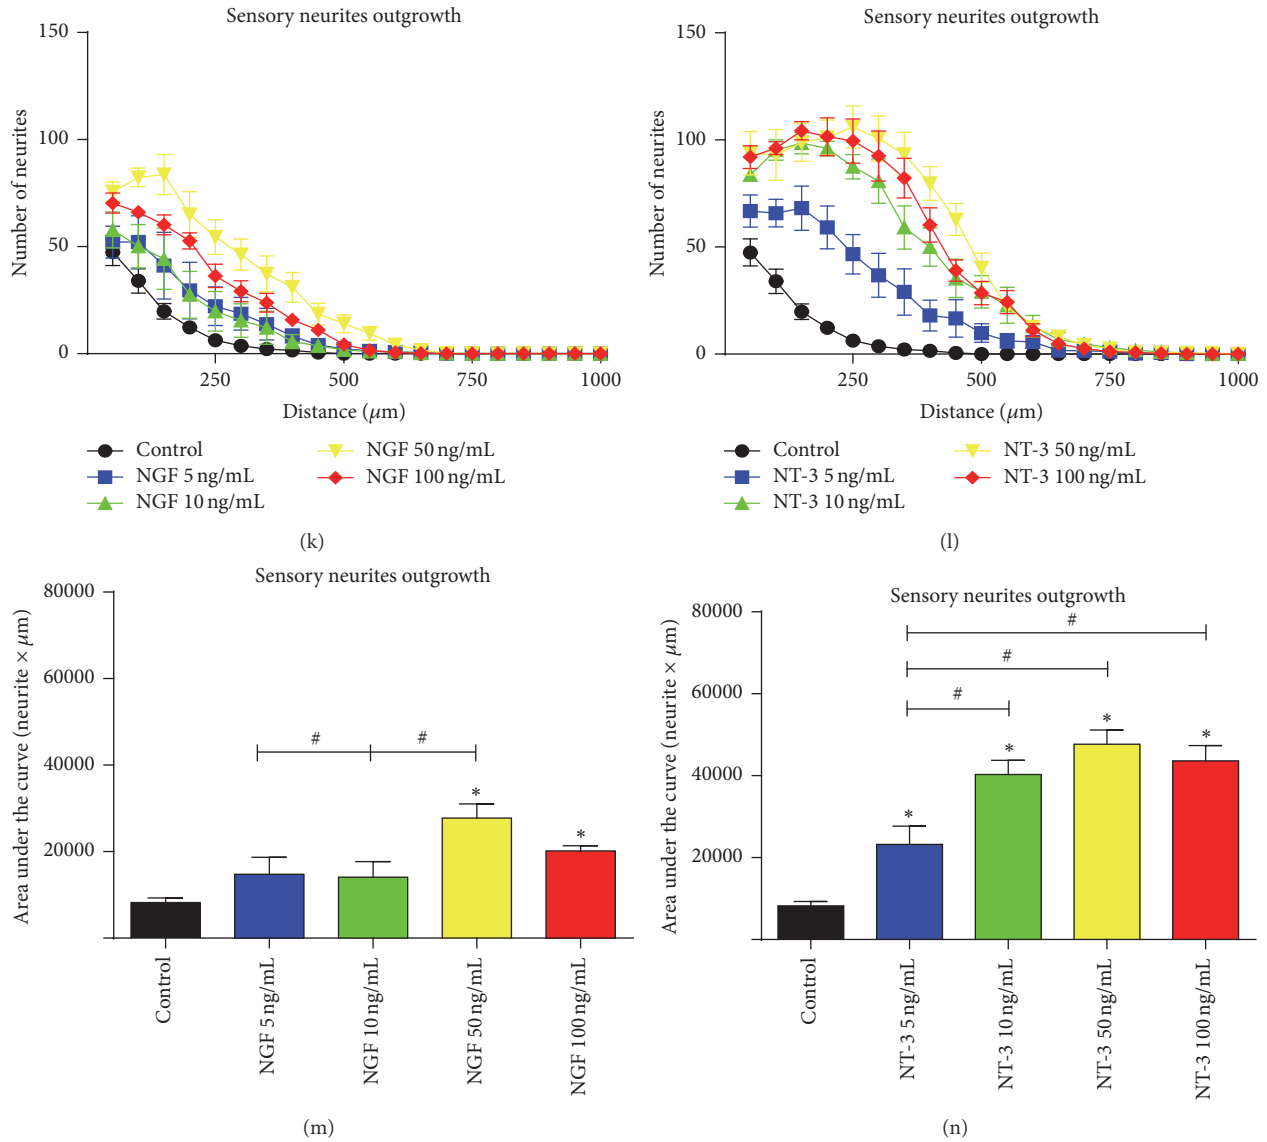 Sensory neurites outgrowth
150
100
50
0
Number of neurites
250 500 750 1000
Distance (μm)
Control
NGF 5 ng/mL
NGF 10 ng/mL
NGF 50 ng/mL
NGF 100 ng/mL
(k)
Sensory neurites outgrowth
150
100
50
0
Number of neurites
250 500 750 1000
Distance (μm)
Control
NT-3 5 ng/mL
NT-3 10 ng/mL
NT-3 50 ng/mL
NT-3 100 ng/mL
(l)
Sensory neurites outgrowth
80000
60000
40000
20000
Area under the curve (neurite × μm)
# #
*
*
Control
NGF 5 ng/mL
NGF 10 ng/mL
NGF 50 ng/mL
NGF 100 ng/mL
(m)
Sensory neurites outgrowth
80000
60000
40000
20000
Area under the curve (neurite × μm)
#
#
#
*
*
*
*
Control
NT-3 5 ng/mL
NT-3 10 ng/mL
NT-3 50 ng/mL
NT-3 100 ng/mL
(n)